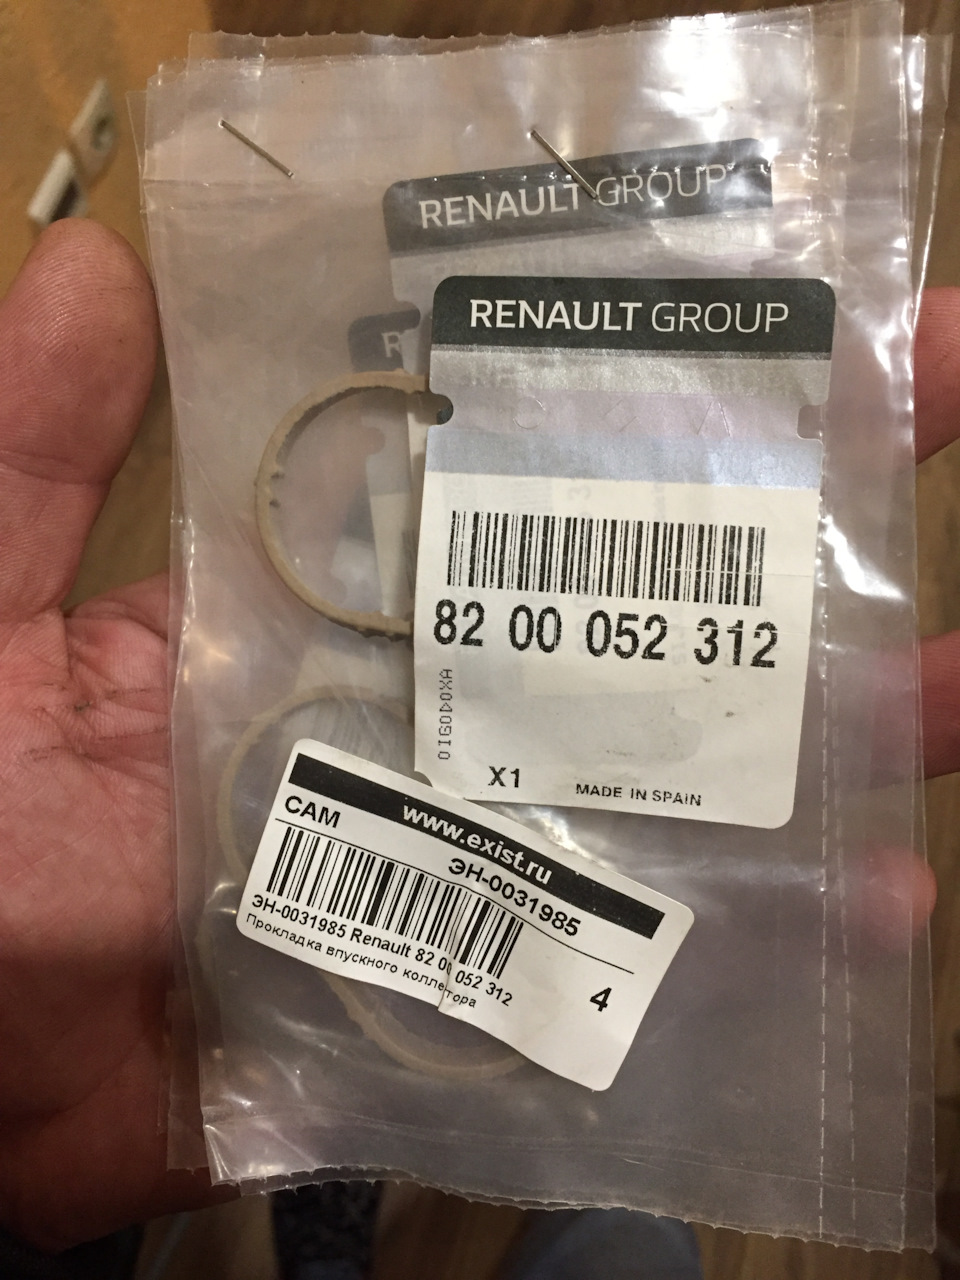 RENAULT GROUP
R
RENAULT GROUP
82 00 052 312
X1
MADE IN SPAIN
www.exist.ru
САМ
ЭН-0031985
ЭН-0031985 Renault 82 00 052 312
Прокладка впускного коллектора
4